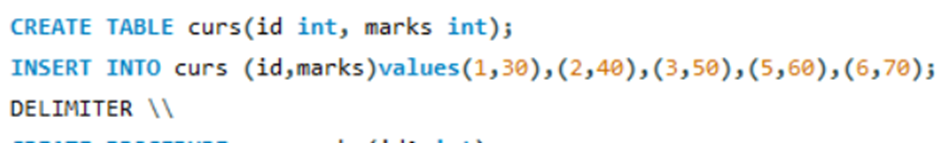 CREATE TABLE curs(id int, marks int);
INSERT INTO curs (id,marks)values(1,30),(2,40),(3,50),(5,60),(6,70);
DELIMITER \\